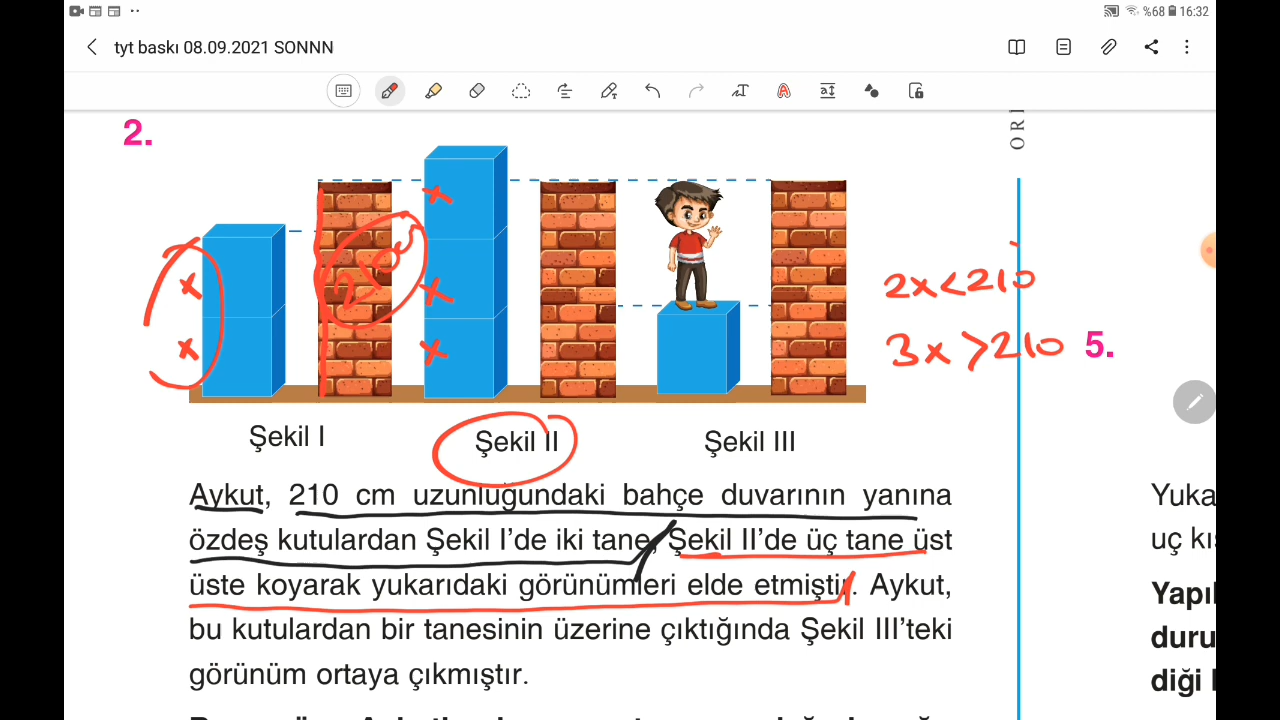 %68 16:32
tyt baskı 08.09.2021 SONNN
2.
x
x
210
x
x
x
2x<210
3x>210
5.
Şekil I
Şekil II
Şekil III
Aykut, 210 cm uzunluğundaki bahçe duvarının yanına
özdeş kutulardan Şekil I'de iki tane, Şekil II'de üç tane üst
üste koyarak yukarıdaki görünümleri elde etmiştir. Aykut,
bu kutulardan bir tanesinin üzerine çıktığında Şekil III'teki
görünüm ortaya çıkmıştır.
Yuka
uç kıs
Yapıl
duru
diği